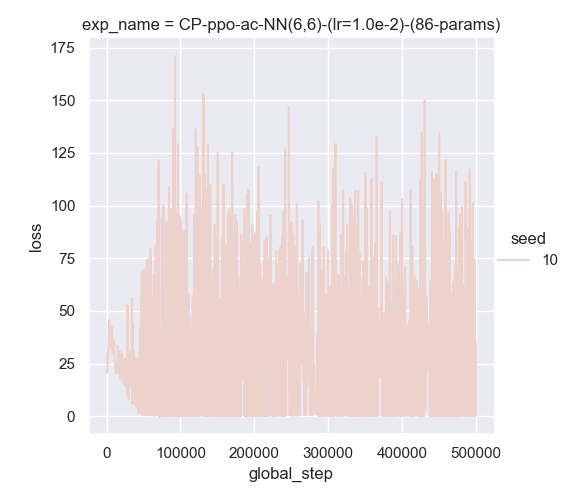 exp_name = CP-ppo-ac-NN(6,6)-(lr=1.0e-2)-(86-params)
175
150
125
100
75
50
25
0
loss
0 100000 200000 300000 400000 500000
global_step
seed
10